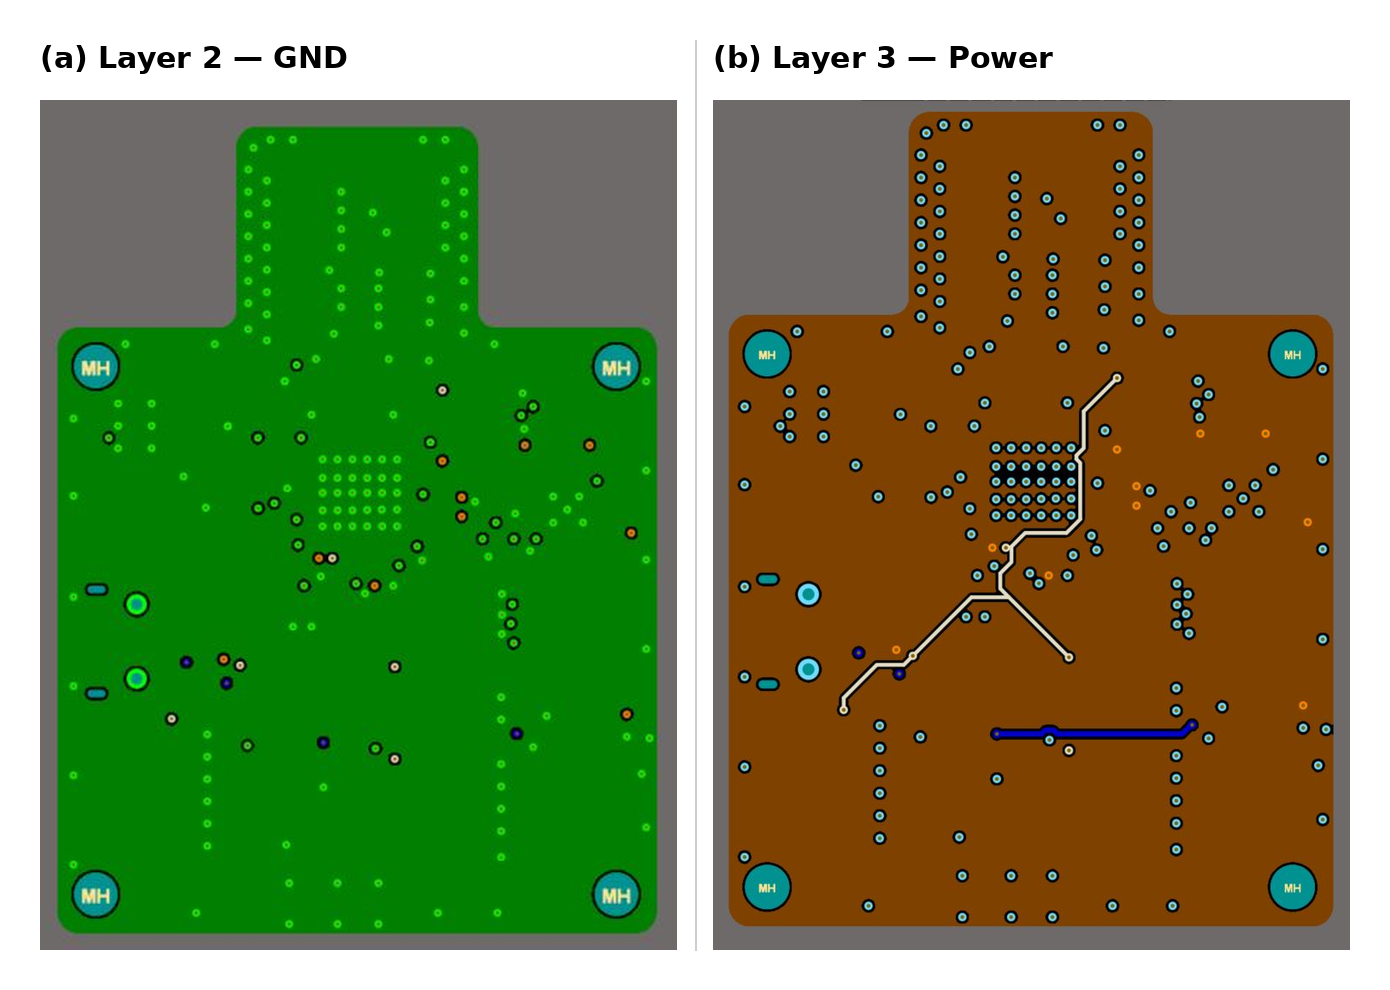 (a) Layer 2 — GND
(b) Layer 3 — Power
MH
MH
MH
MH
MH
MH
MH
MH